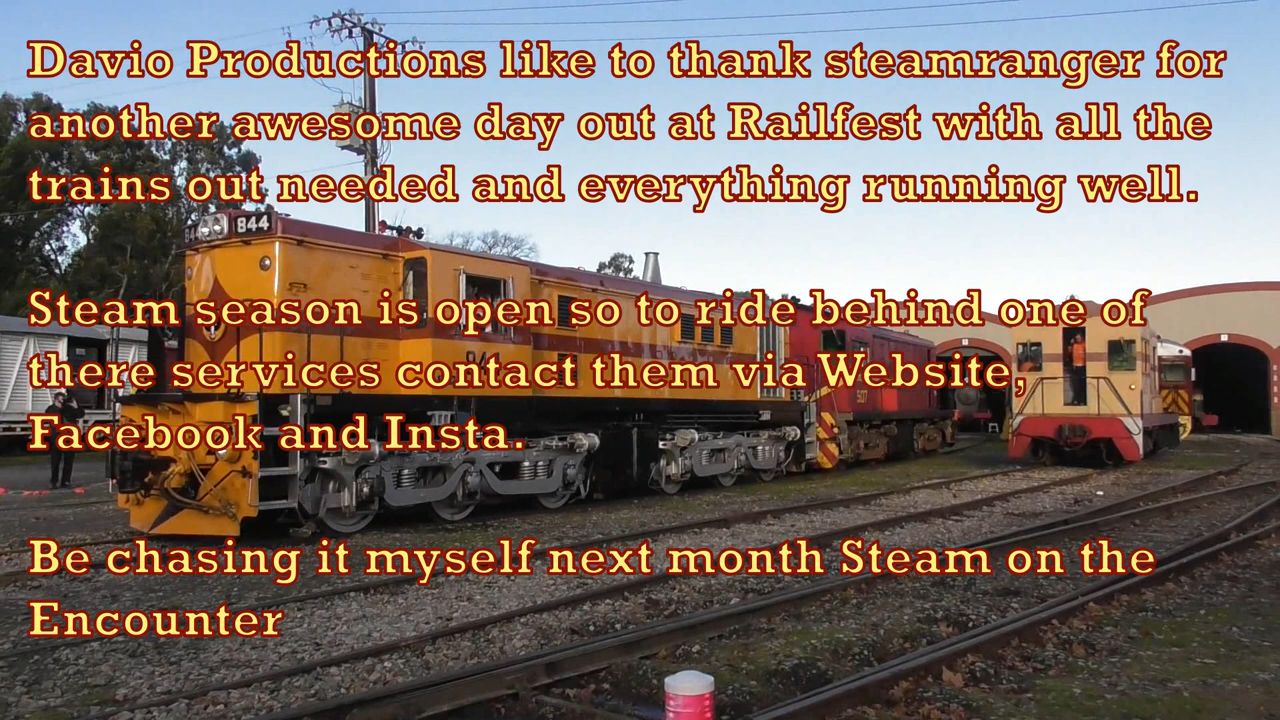 Davio Productions like to thank steamranger for
another awesome day out at Railfest with all the
trains out needed and everything running well.
Steam season is open so to ride behind one of
there services contact them via Website,
Facebook and Insta.
Be chasing it myself next month Steam on the
Encounter
844
844
507